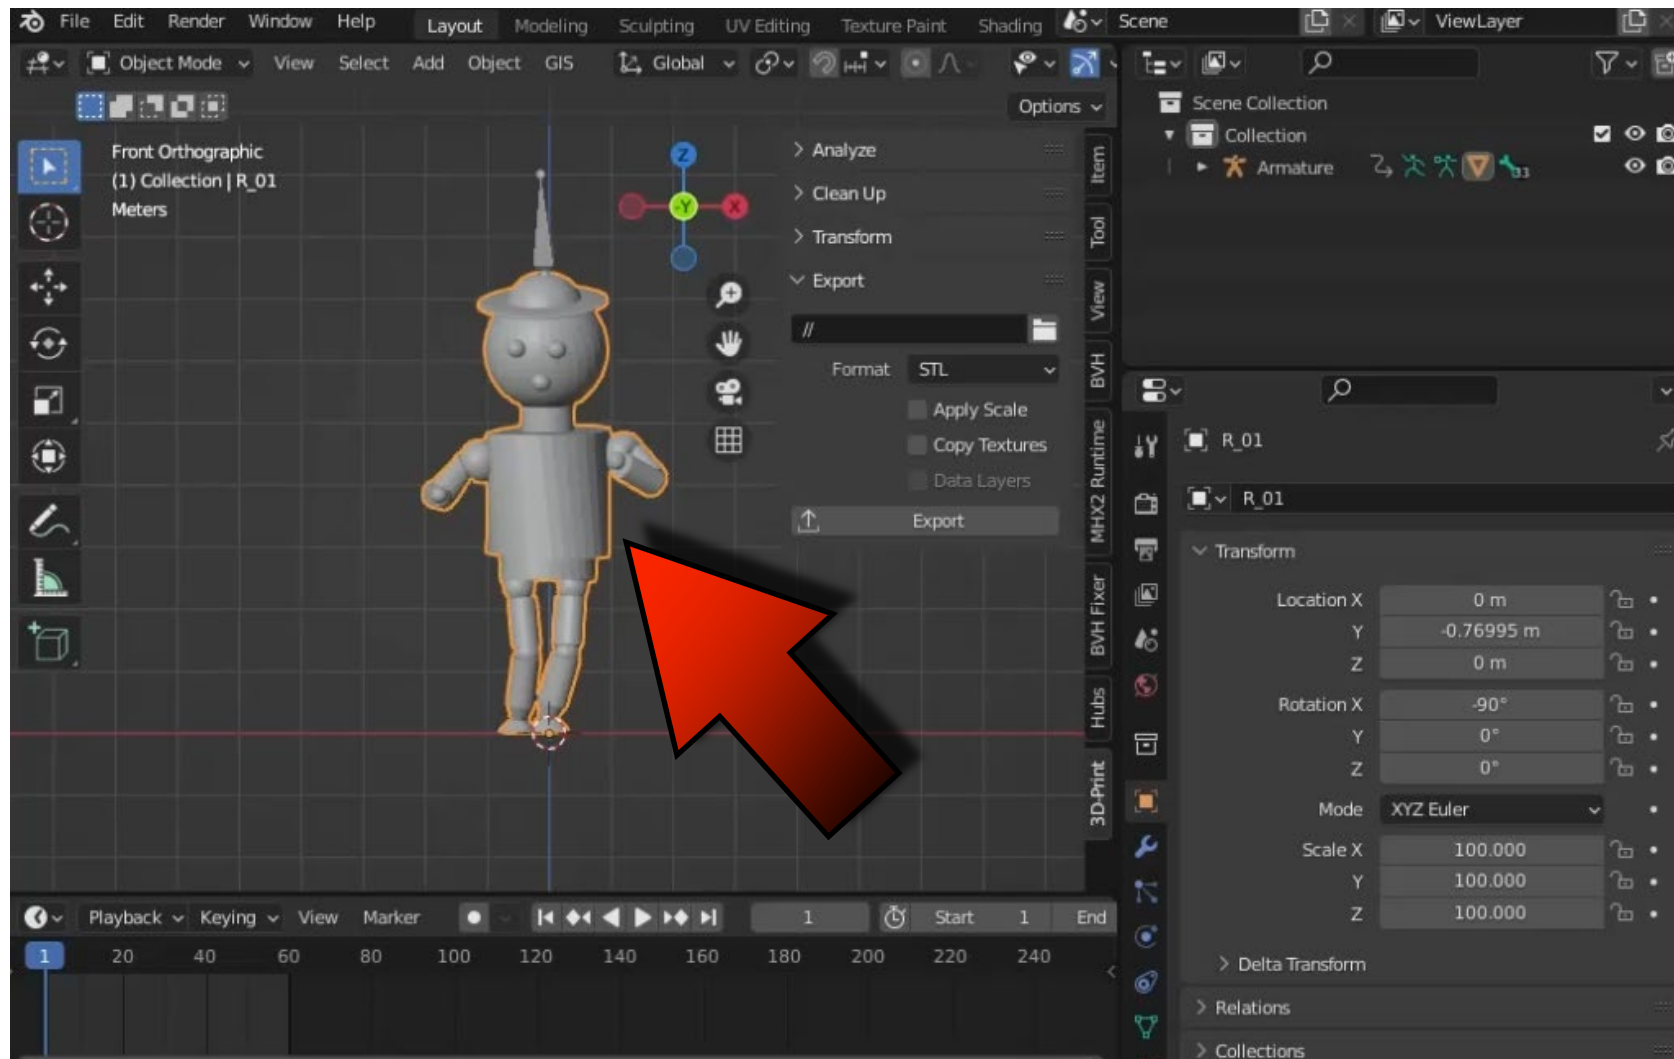 File Edit Render Window Help Layout Modeling Sculpting UV Editing Texture Paint Shading Scene ViewLayer
Object Mode View Select Add Object GIS Global
Options
Front Orthographic
(1) Collection | R_01
Meters
Z
-Y
X
Analyze
Clean Up
Transform
Export
//
Format STL
Apply Scale
Copy Textures
Data Layers
Export
Item
Tool
View
BVH
MHX2 Runtime
BVH Fixer
Hubs
3D-Print
Scene Collection
Collection
Armature 33
R_01
R_01
Transform
Location X 0 m
Y -0.76995 m
Z 0 m
Rotation X -90°
Y 0°
Z 0°
Mode XYZ Euler
Scale X 100.000
Y 100.000
Z 100.000
Delta Transform
Relations
Collections
Playback Keying View Marker 1 Start 1 End
1 20 40 60 80 100 120 140 160 180 200 220 240